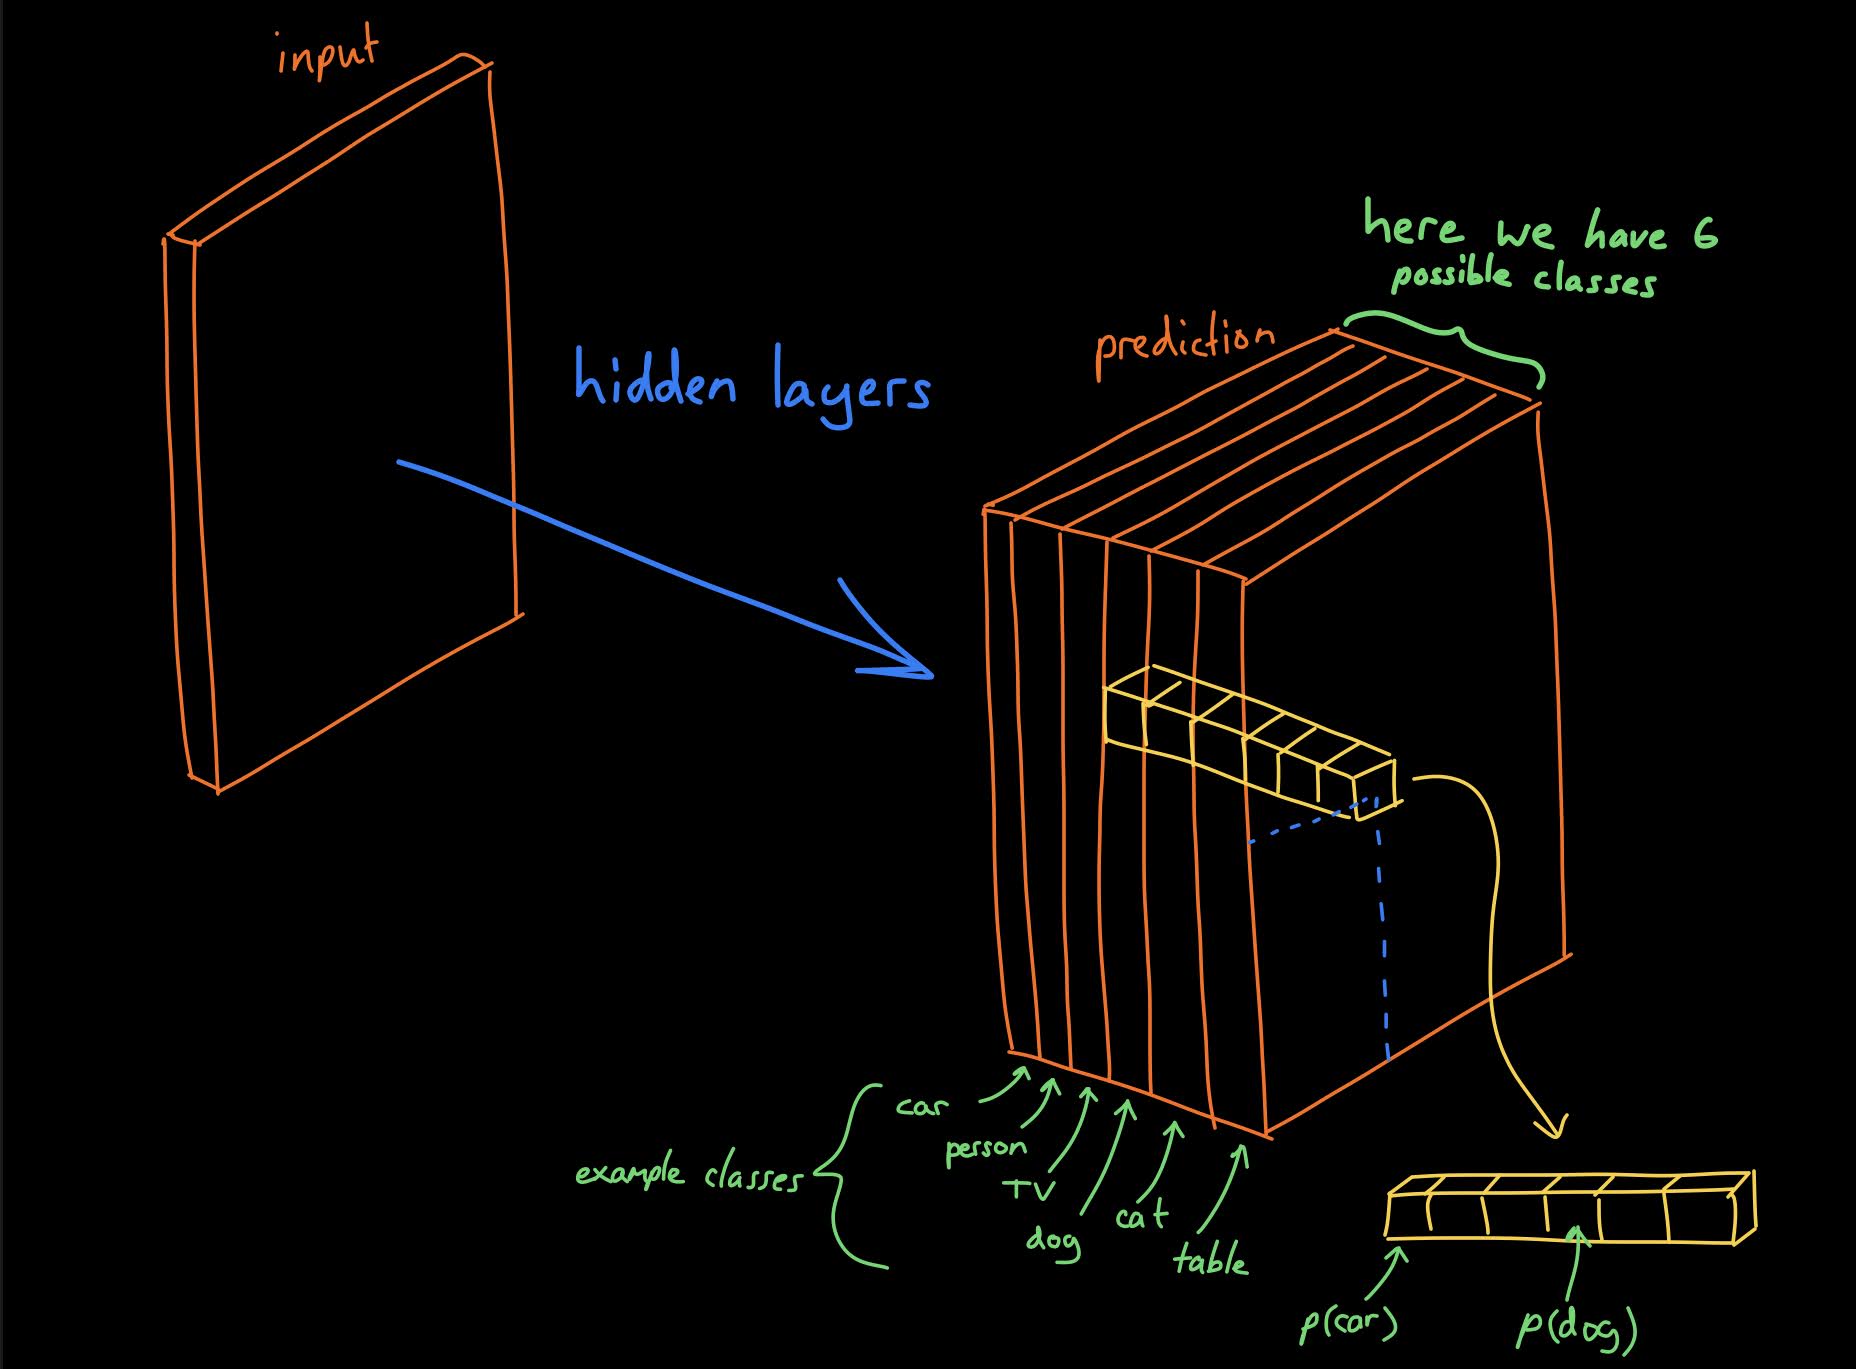 input
here we have 6
possible classes
prediction
hidden layers
example classes
car
person
TV
dog
cat
table
p(car)
p(dog)